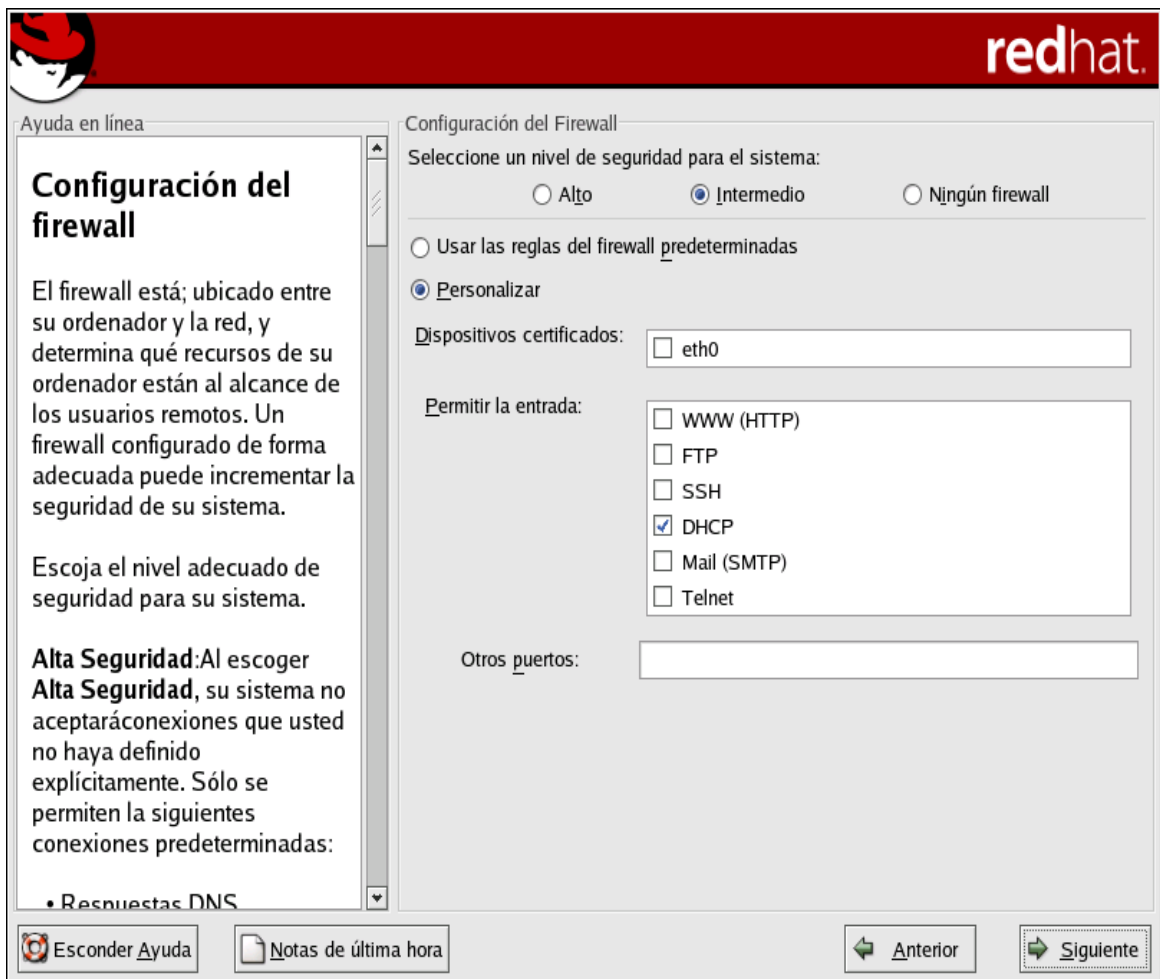 redhat.
Ayuda en línea
Configuración del
firewall
El firewall está; ubicado entre
su ordenador y la red, y
determina qué recursos de su
ordenador están al alcance de
los usuarios remotos. Un
firewall configurado de forma
adecuada puede incrementar la
seguridad de su sistema.
Escoja el nivel adecuado de
seguridad para su sistema.
Alta Seguridad:Al escoger
Alta Seguridad, su sistema no
aceptaráconexiones que usted
no haya definido
explícitamente. Sólo se
permiten la siguientes
conexiones predeterminadas:
• Respuestas DNS
Configuración del Firewall
Seleccione un nivel de seguridad para el sistema:
Alto Intermedio Ningún firewall
Usar las reglas del firewall predeterminadas
Personalizar
Dispositivos certificados: eth0
Permitir la entrada: WWW (HTTP)
FTP
SSH
DHCP
Mail (SMTP)
Telnet
Otros puertos:
Esconder Ayuda Notas de última hora Anterior Siguiente